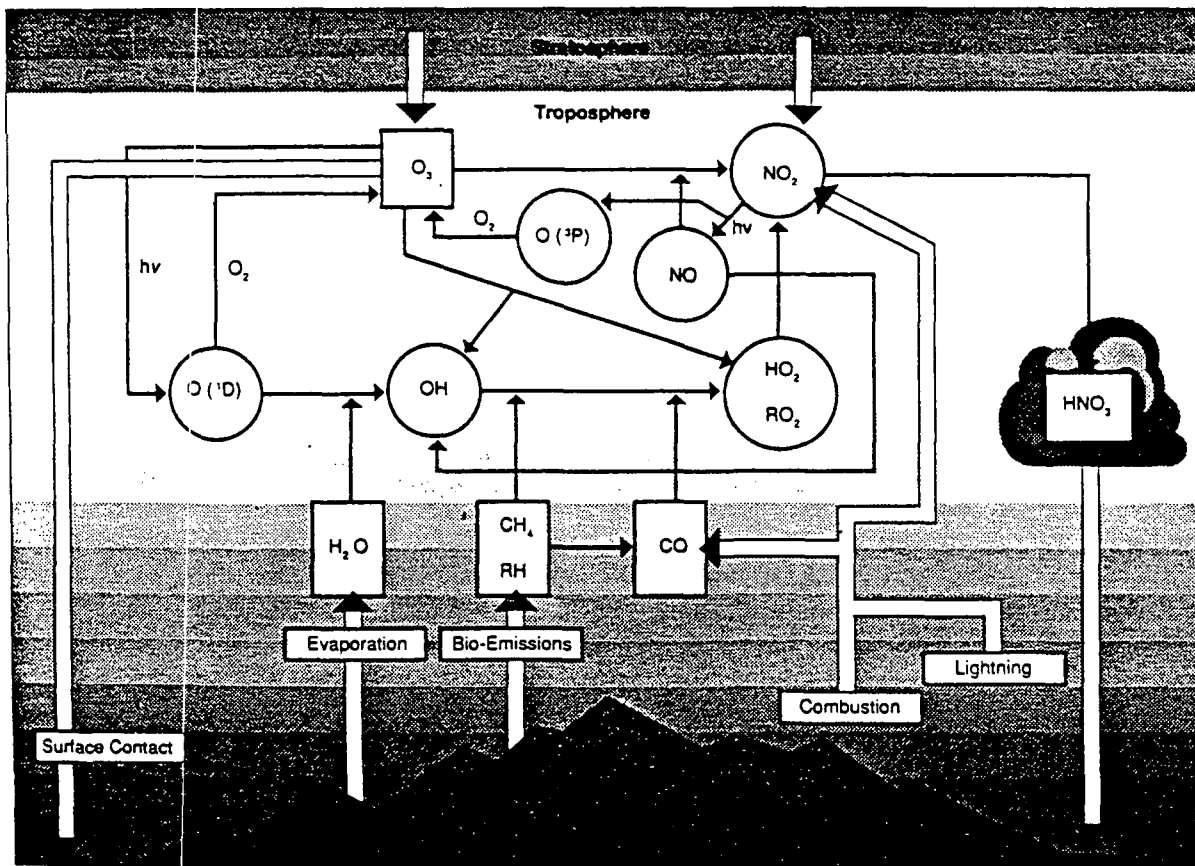 Stratosphere
Troposphere
O₃
NO₂
O₂
O (³P)
hν
NO
hν
O₂
O (¹D)
OH
HO₂
RO₂
HNO₃
H₂O
CH₄
RH
CO
Evaporation
Bio-Emissions
Lightning
Combustion
Surface Contact